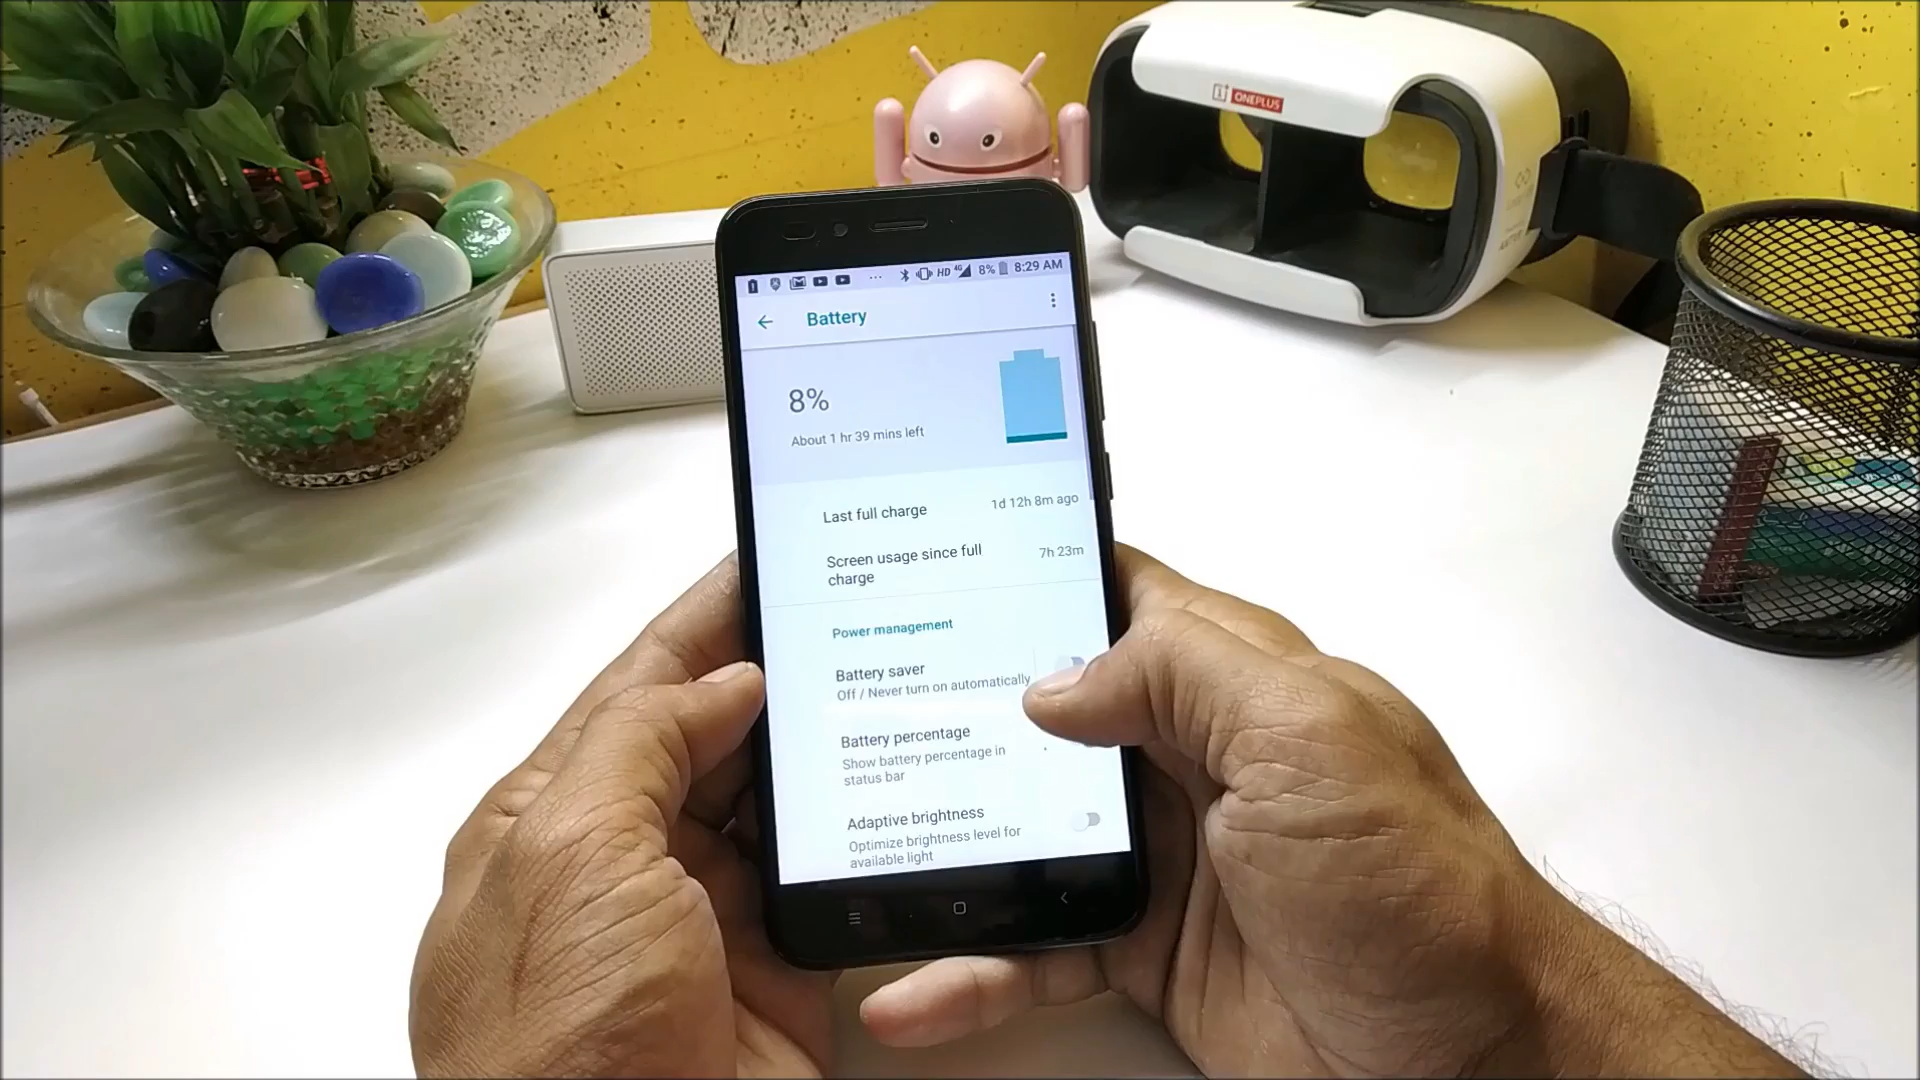 ONEPLUS
HD 4G 8% 8:29 AM
Battery
8%
About 1 hr 39 mins left
Last full charge 1d 12h 8m ago
Screen usage since full
charge 7h 23m
Power management
Battery saver
Off / Never turn on automatically
Battery percentage
Show battery percentage in
status bar
Adaptive brightness
Optimize brightness level for
available light